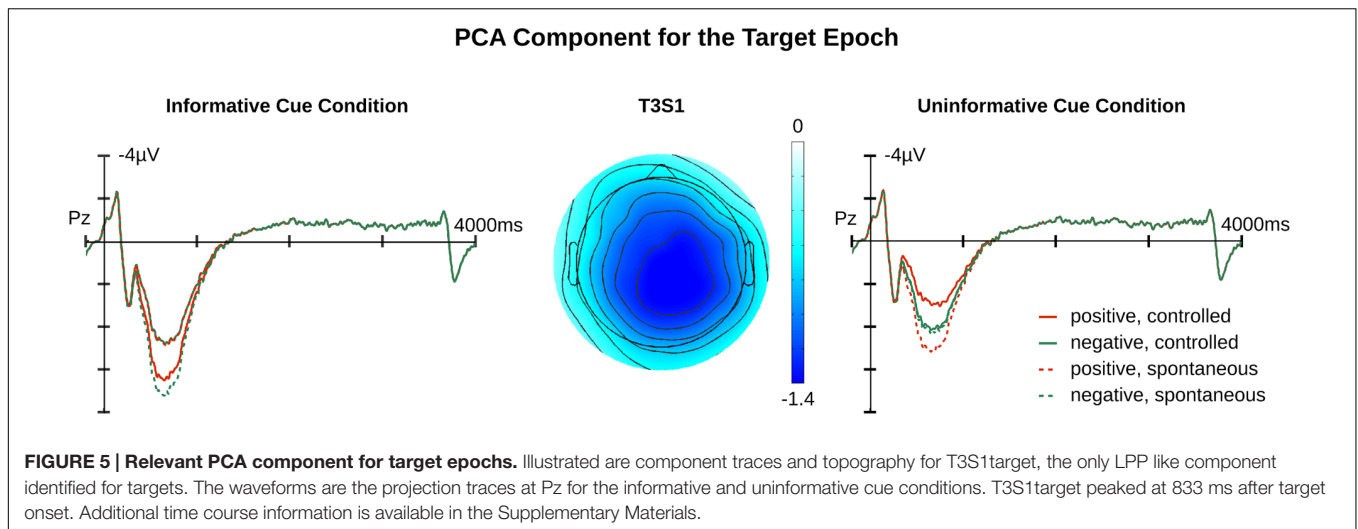 PCA Component for the Target Epoch
Informative Cue Condition
T3S1
Uninformative Cue Condition
-4µV
Pz
4000ms
0
-1.4
-4µV
Pz
4000ms
positive, controlled
negative, controlled
positive, spontaneous
negative, spontaneous
FIGURE 5 | Relevant PCA component for target epochs. Illustrated are component traces and topography for T3S1target, the only LPP like component
identified for targets. The waveforms are the projection traces at Pz for the informative and uninformative cue conditions. T3S1target peaked at 833 ms after target
onset. Additional time course information is available in the Supplementary Materials.